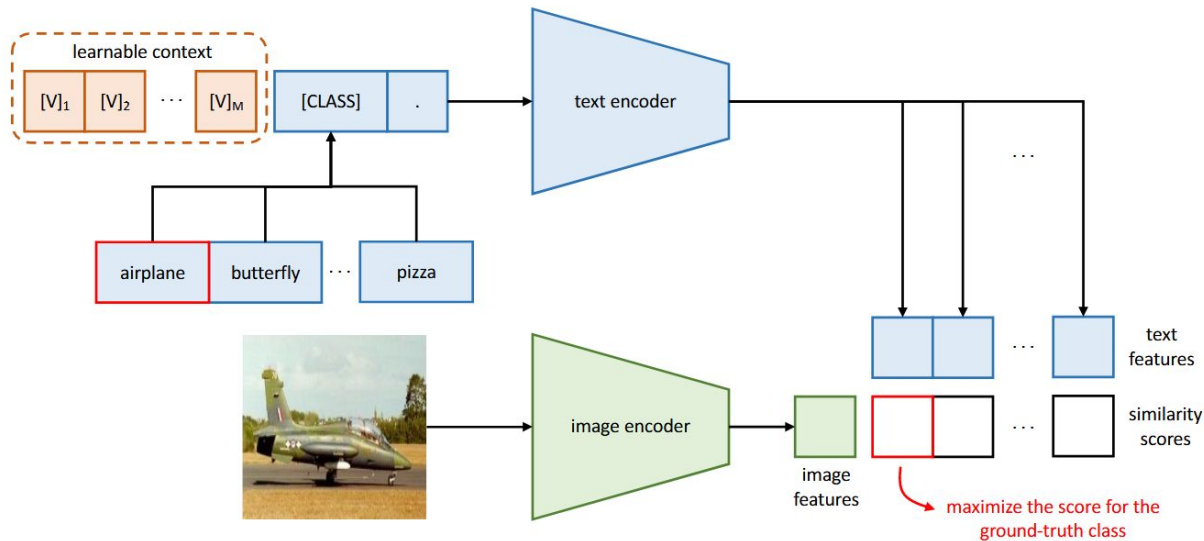 learnable context
[V]₁ [V]₂ ··· [V]M [CLASS] .
text encoder
···
airplane butterfly ··· pizza
text
features
···
image encoder
similarity
scores
···
image
features
maximize the score for the
ground-truth class